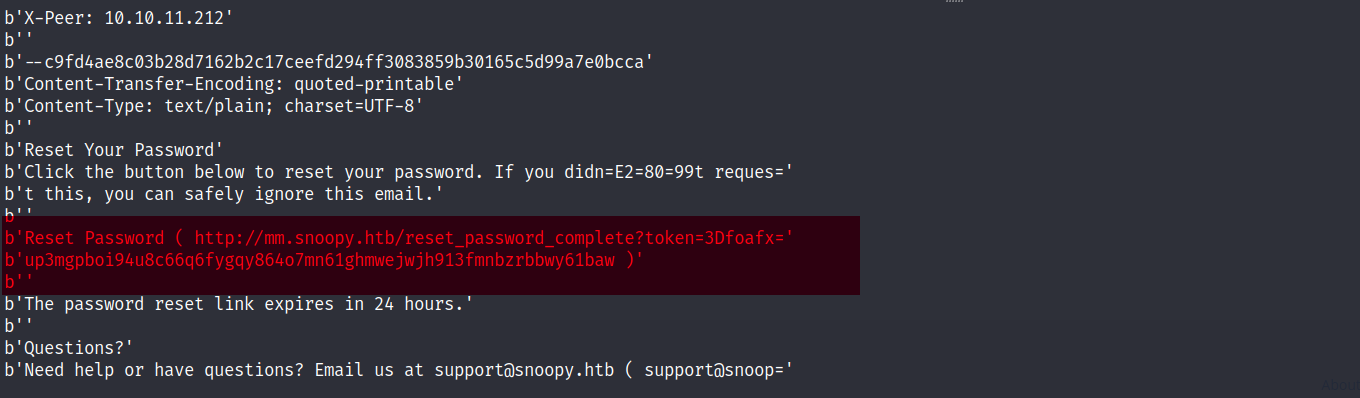 b'X-Peer: 10.10.11.212'
b''
b'--c9fd4ae8c03b28d7162b2c17ceefd294ff3083859b30165c5d99a7e0bcca'
b'Content-Transfer-Encoding: quoted-printable'
b'Content-Type: text/plain; charset=UTF-8'
b''
b'Reset Your Password'
b'Click the button below to reset your password. If you didn=E2=80=99t reques='
b't this, you can safely ignore this email.'
b''
b'Reset Password ( http://mm.snoopy.htb/reset_password_complete?token=3Dfoafx='
b'up3mgpboi94u8c66q6fygqy864o7mn61ghmwejwjh913fmnbzrbbwy61baw )'
b''
b'The password reset link expires in 24 hours.'
b''
b'Questions?'
b'Need help or have questions? Email us at support@snoopy.htb ( support@snoop='